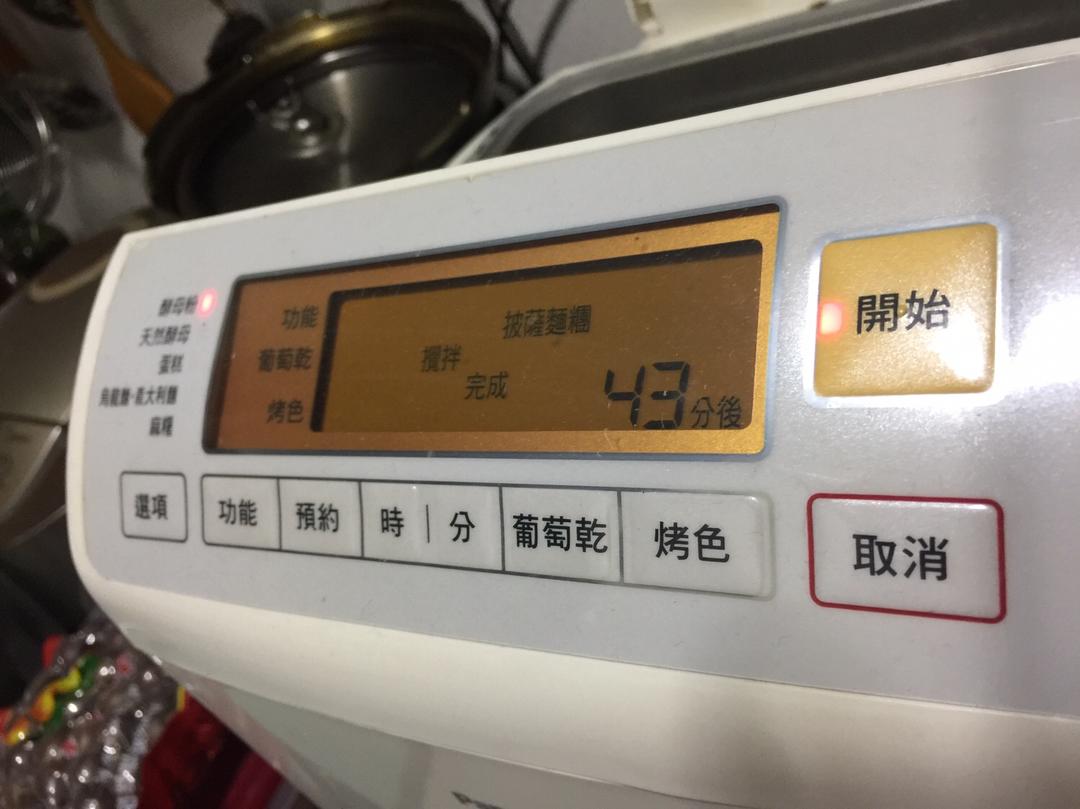 酵母粉
天然酵母
蛋糕
烏龍麵·義大利麵
麻糬
功能
葡萄乾
烤色
披薩麵糰
攪拌
完成
43分後
開始
選項
功能
預約
時 | 分
葡萄乾
烤色
取消